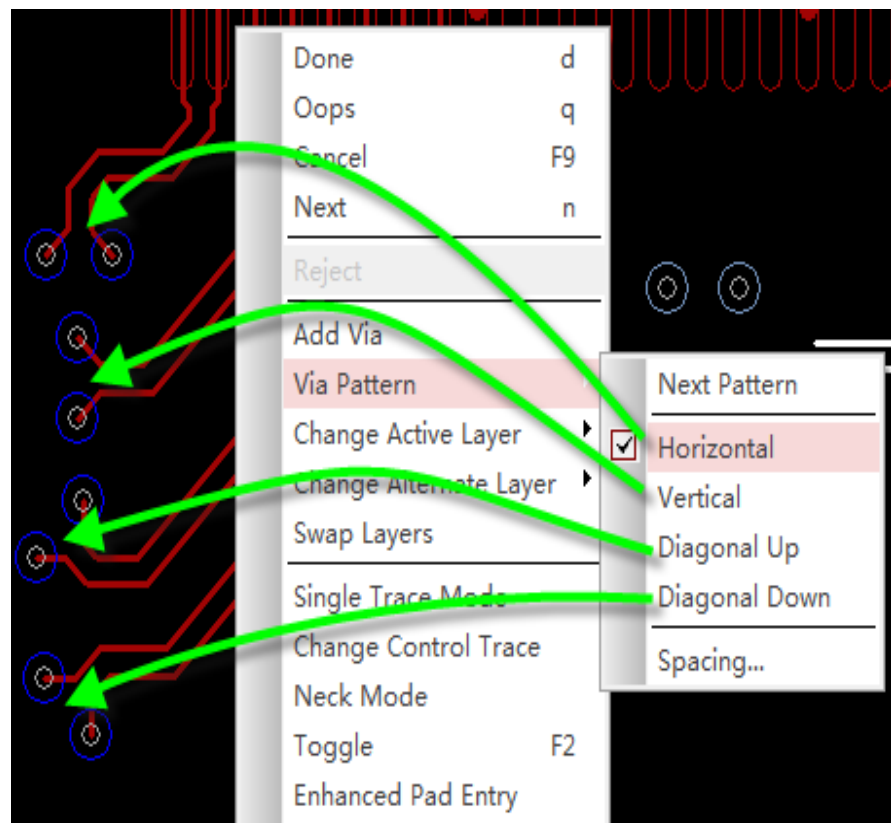 Done d
Oops q
Cancel F9
Next n
Reject
Add Via
Via Pattern
Change Active Layer
Change Alternate Layer
Swap Layers
Single Trace Mode
Change Control Trace
Neck Mode
Toggle F2
Enhanced Pad Entry
Next Pattern
Horizontal
Vertical
Diagonal Up
Diagonal Down
Spacing...